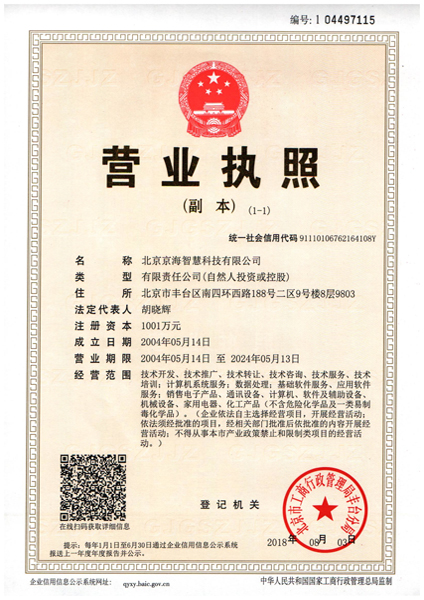 编号:1 04497115
营业执照
(副 本) (1-1)
统一社会信用代码 91110106762164108Y
名 称 北京京海智慧科技有限公司
类 型 有限责任公司(自然人投资或控股)
住 所 北京市丰台区南四环西路188号二区9号楼8层9803
法定代表人 胡晓辉
注册资本 1001万元
成立日期 2004年05月14日
营业期限 2004年05月14日 至 2024年05月13日
经营范围 技术开发、技术推广、技术转让、技术咨询、技术服务、技术
培训；计算机系统服务；数据处理；基础软件服务、应用软件
服务；销售电子产品、通讯设备、计算机、软件及辅助设备、
机械设备、家用电器、化工产品（不含危险化学品及一类易制
毒化学品）。（企业依法自主选择经营项目，开展经营活动；
依法须经批准的项目，经相关部门批准后依批准的内容开展经
营活动；不得从事本市产业政策禁止和限制类项目的经营活
动。）
在线扫码获取详细信息
登记机关
北京市工商行政管理局丰台分局
2018年 08月 03日
提示：每年1月1日至6月30日通过企业信用信息公示系统
报送上一年度年度报告并公示。
企业信用信息公示系统网址： qyxy.baic.gov.cn
中华人民共和国国家工商行政管理总局监制